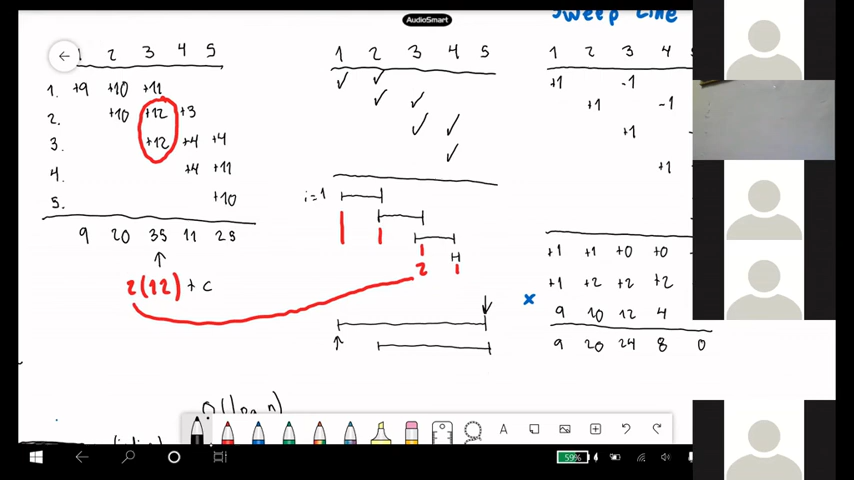 AudioSmart
Sweep Line
1 2 3 4 5
1. +9 +10 +11
2. +10 +12 +3
3. +12 +4 +4
4. +4 +11
5. +10
9 20 35 11 25
↑
2(12) + c
1 2 3 4 5
✓ ✓
✓ ✓
✓ ✓
✓
i=1
1 1 1
2 1
1 2 3 4 5
+1 -1
+1 -1
+1
+1
+1 +1 +0 +0
+1 +2 +2 +2
x 9 10 12 4
9 20 24 8 0
O(log n)
59%